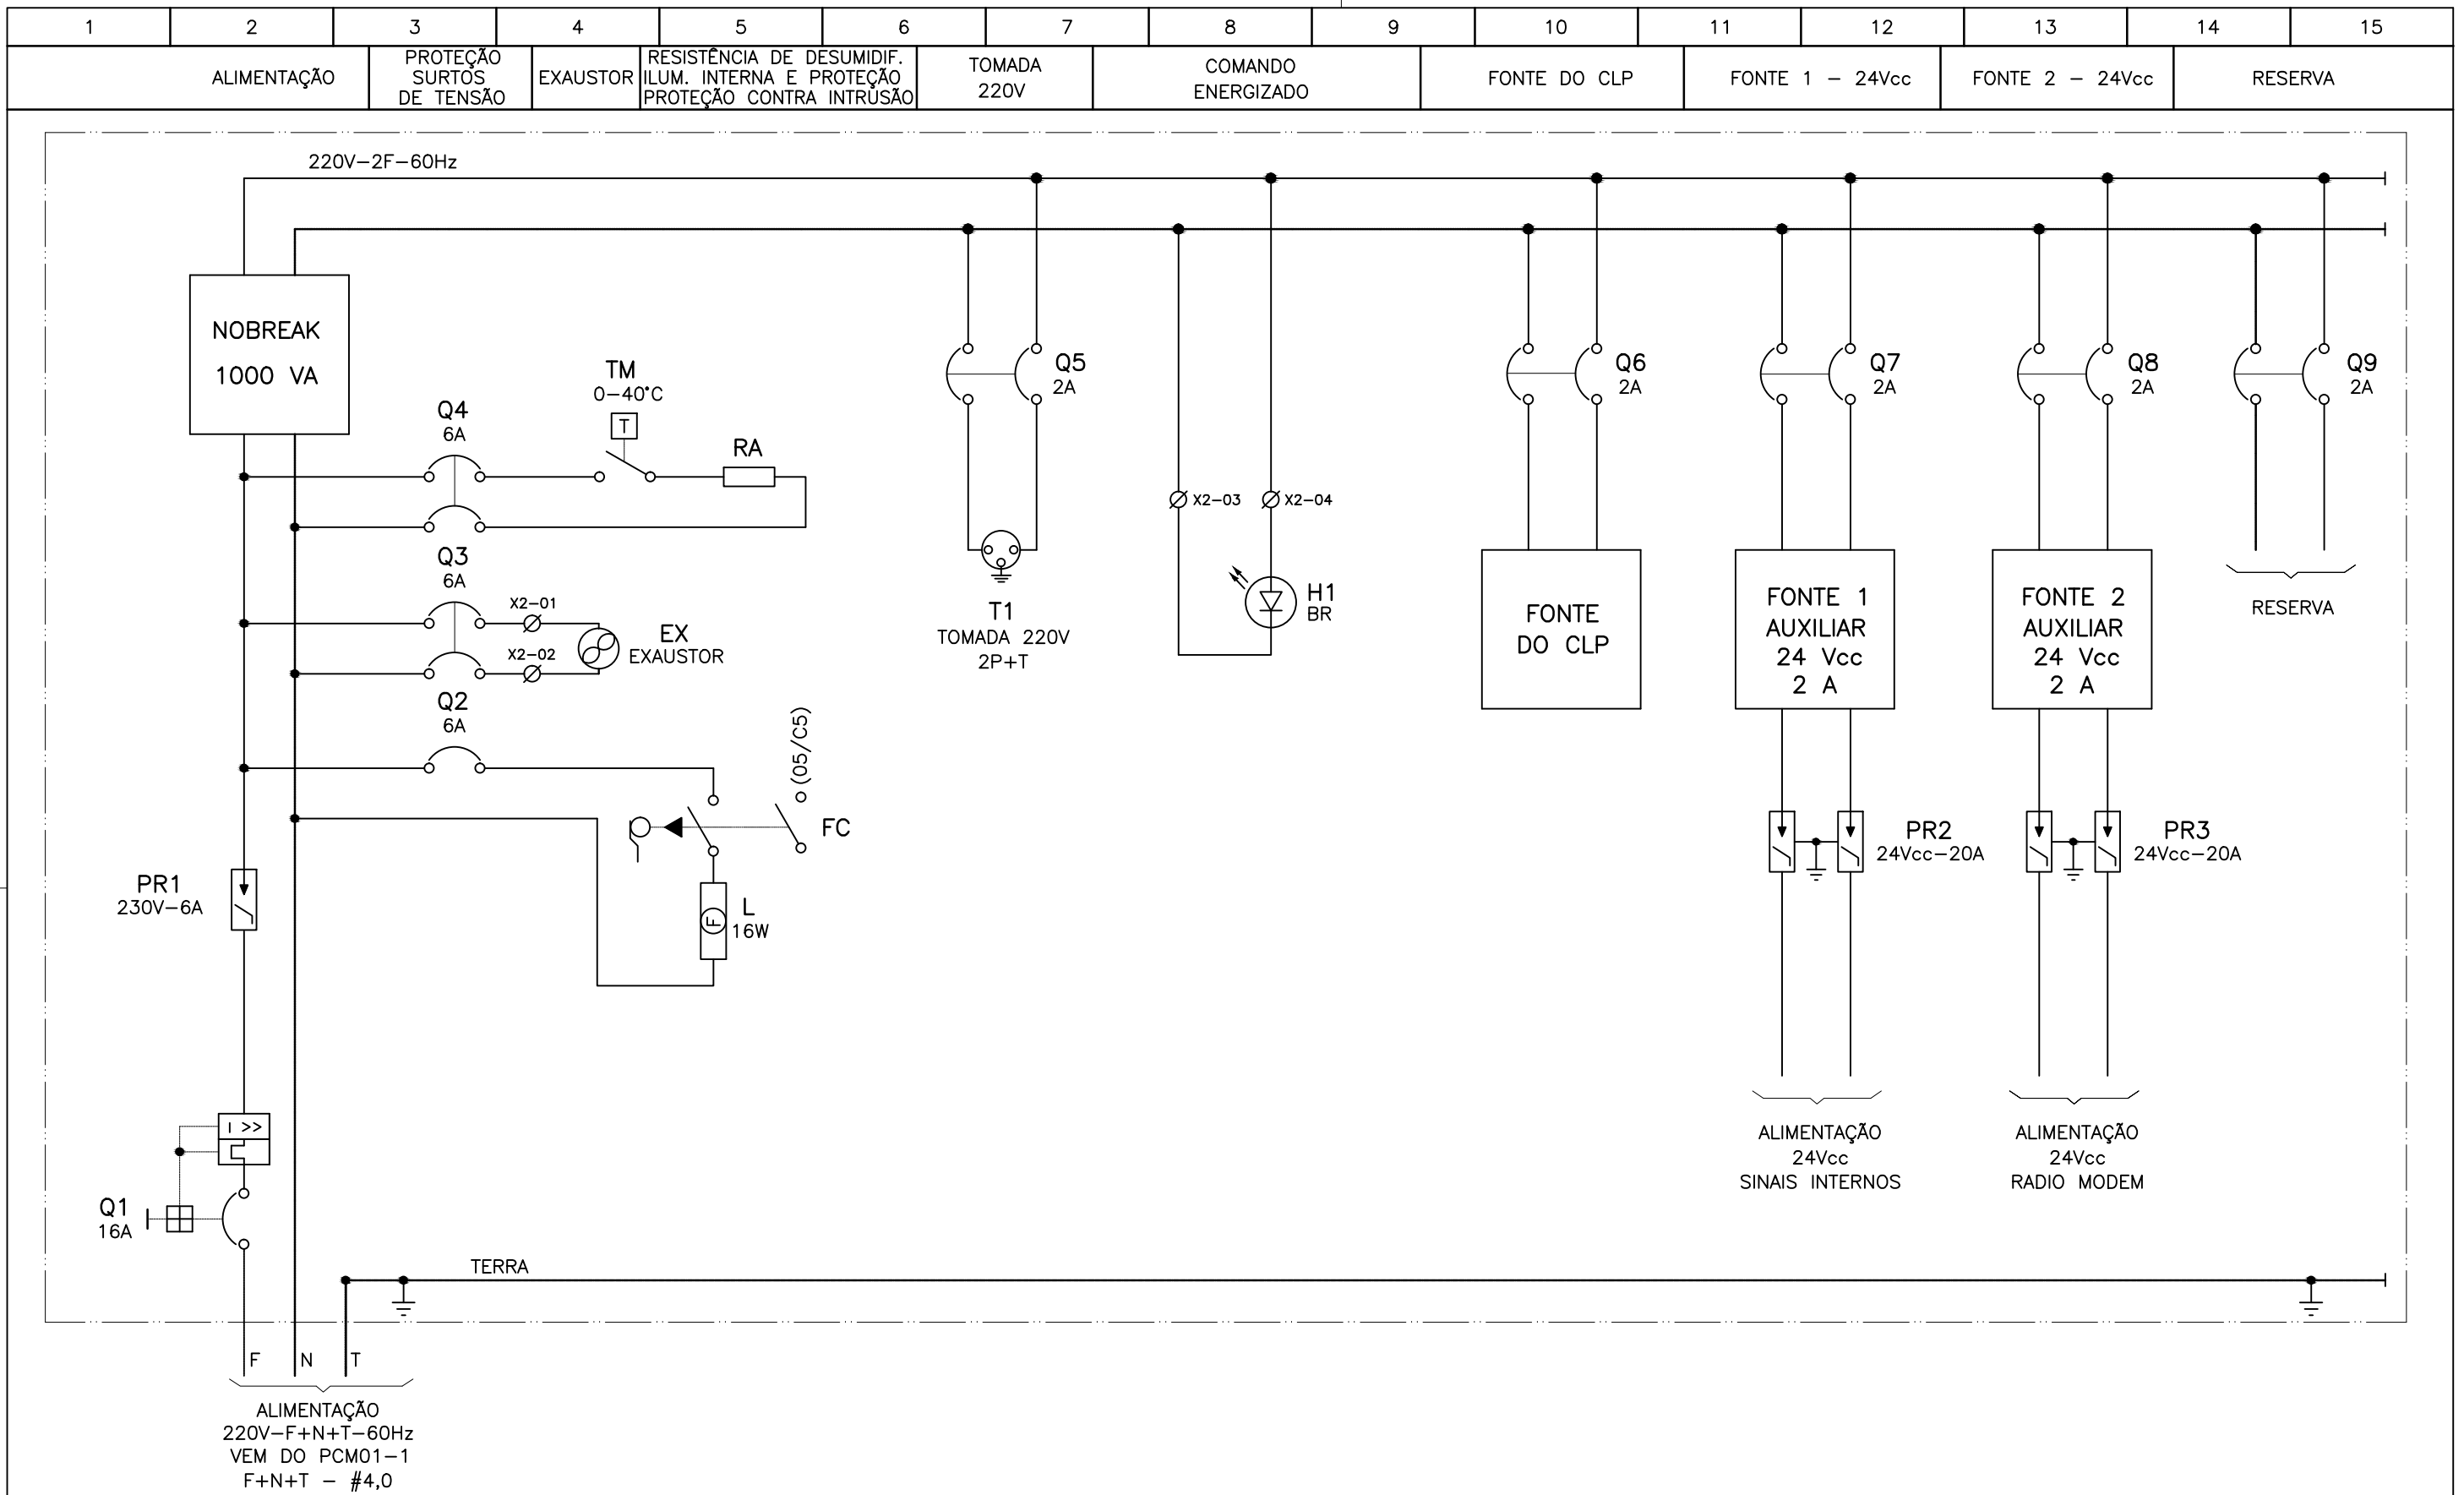 1 2 3 4 5 6 7 8 9 10 11 12 13 14 15
ALIMENTAÇÃO
PROTEÇÃO
SURTOS
DE TENSÃO
EXAUSTOR
RESISTÊNCIA DE DESUMIDIF.
ILUM. INTERNA E PROTEÇÃO
PROTEÇÃO CONTRA INTRUSÃO
TOMADA
220V
COMANDO
ENERGIZADO
FONTE DO CLP
FONTE 1 - 24Vcc
FONTE 2 - 24Vcc
RESERVA
220V-2F-60Hz
NOBREAK
1000 VA
Q4
6A
TM
0-40°C
T
RA
Q3
6A
X2-01
X2-02
EX
EXAUSTOR
Q2
6A
(05/C5)
FC
F
L
16W
PR1
230V-6A
I >>
Q1
16A
Q5
2A
T1
TOMADA 220V
2P+T
X2-03
X2-04
H1
BR
Q6
2A
FONTE
DO CLP
Q7
2A
FONTE 1
AUXILIAR
24 Vcc
2 A
PR2
24Vcc-20A
ALIMENTAÇÃO
24Vcc
SINAIS INTERNOS
Q8
2A
FONTE 2
AUXILIAR
24 Vcc
2 A
PR3
24Vcc-20A
ALIMENTAÇÃO
24Vcc
RADIO MODEM
Q9
2A
RESERVA
TERRA
F N T
ALIMENTAÇÃO
220V-F+N+T-60Hz
VEM DO PCM01-1
F+N+T - #4,0